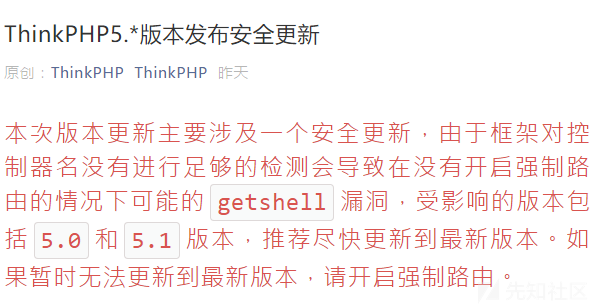 ThinkPHP5.*版本发布安全更新
原创：ThinkPHP ThinkPHP 昨天
本次版本更新主要涉及一个安全更新，由于框架对控
制器名没有进行足够的检测会导致在没有开启强制路
由的情况下可能的 getshell 漏洞，受影响的版本包
括 5.0 和 5.1 版本，推荐尽快更新到最新版本。如
果暂时无法更新到最新版本，请开启强制路由。
先知社区